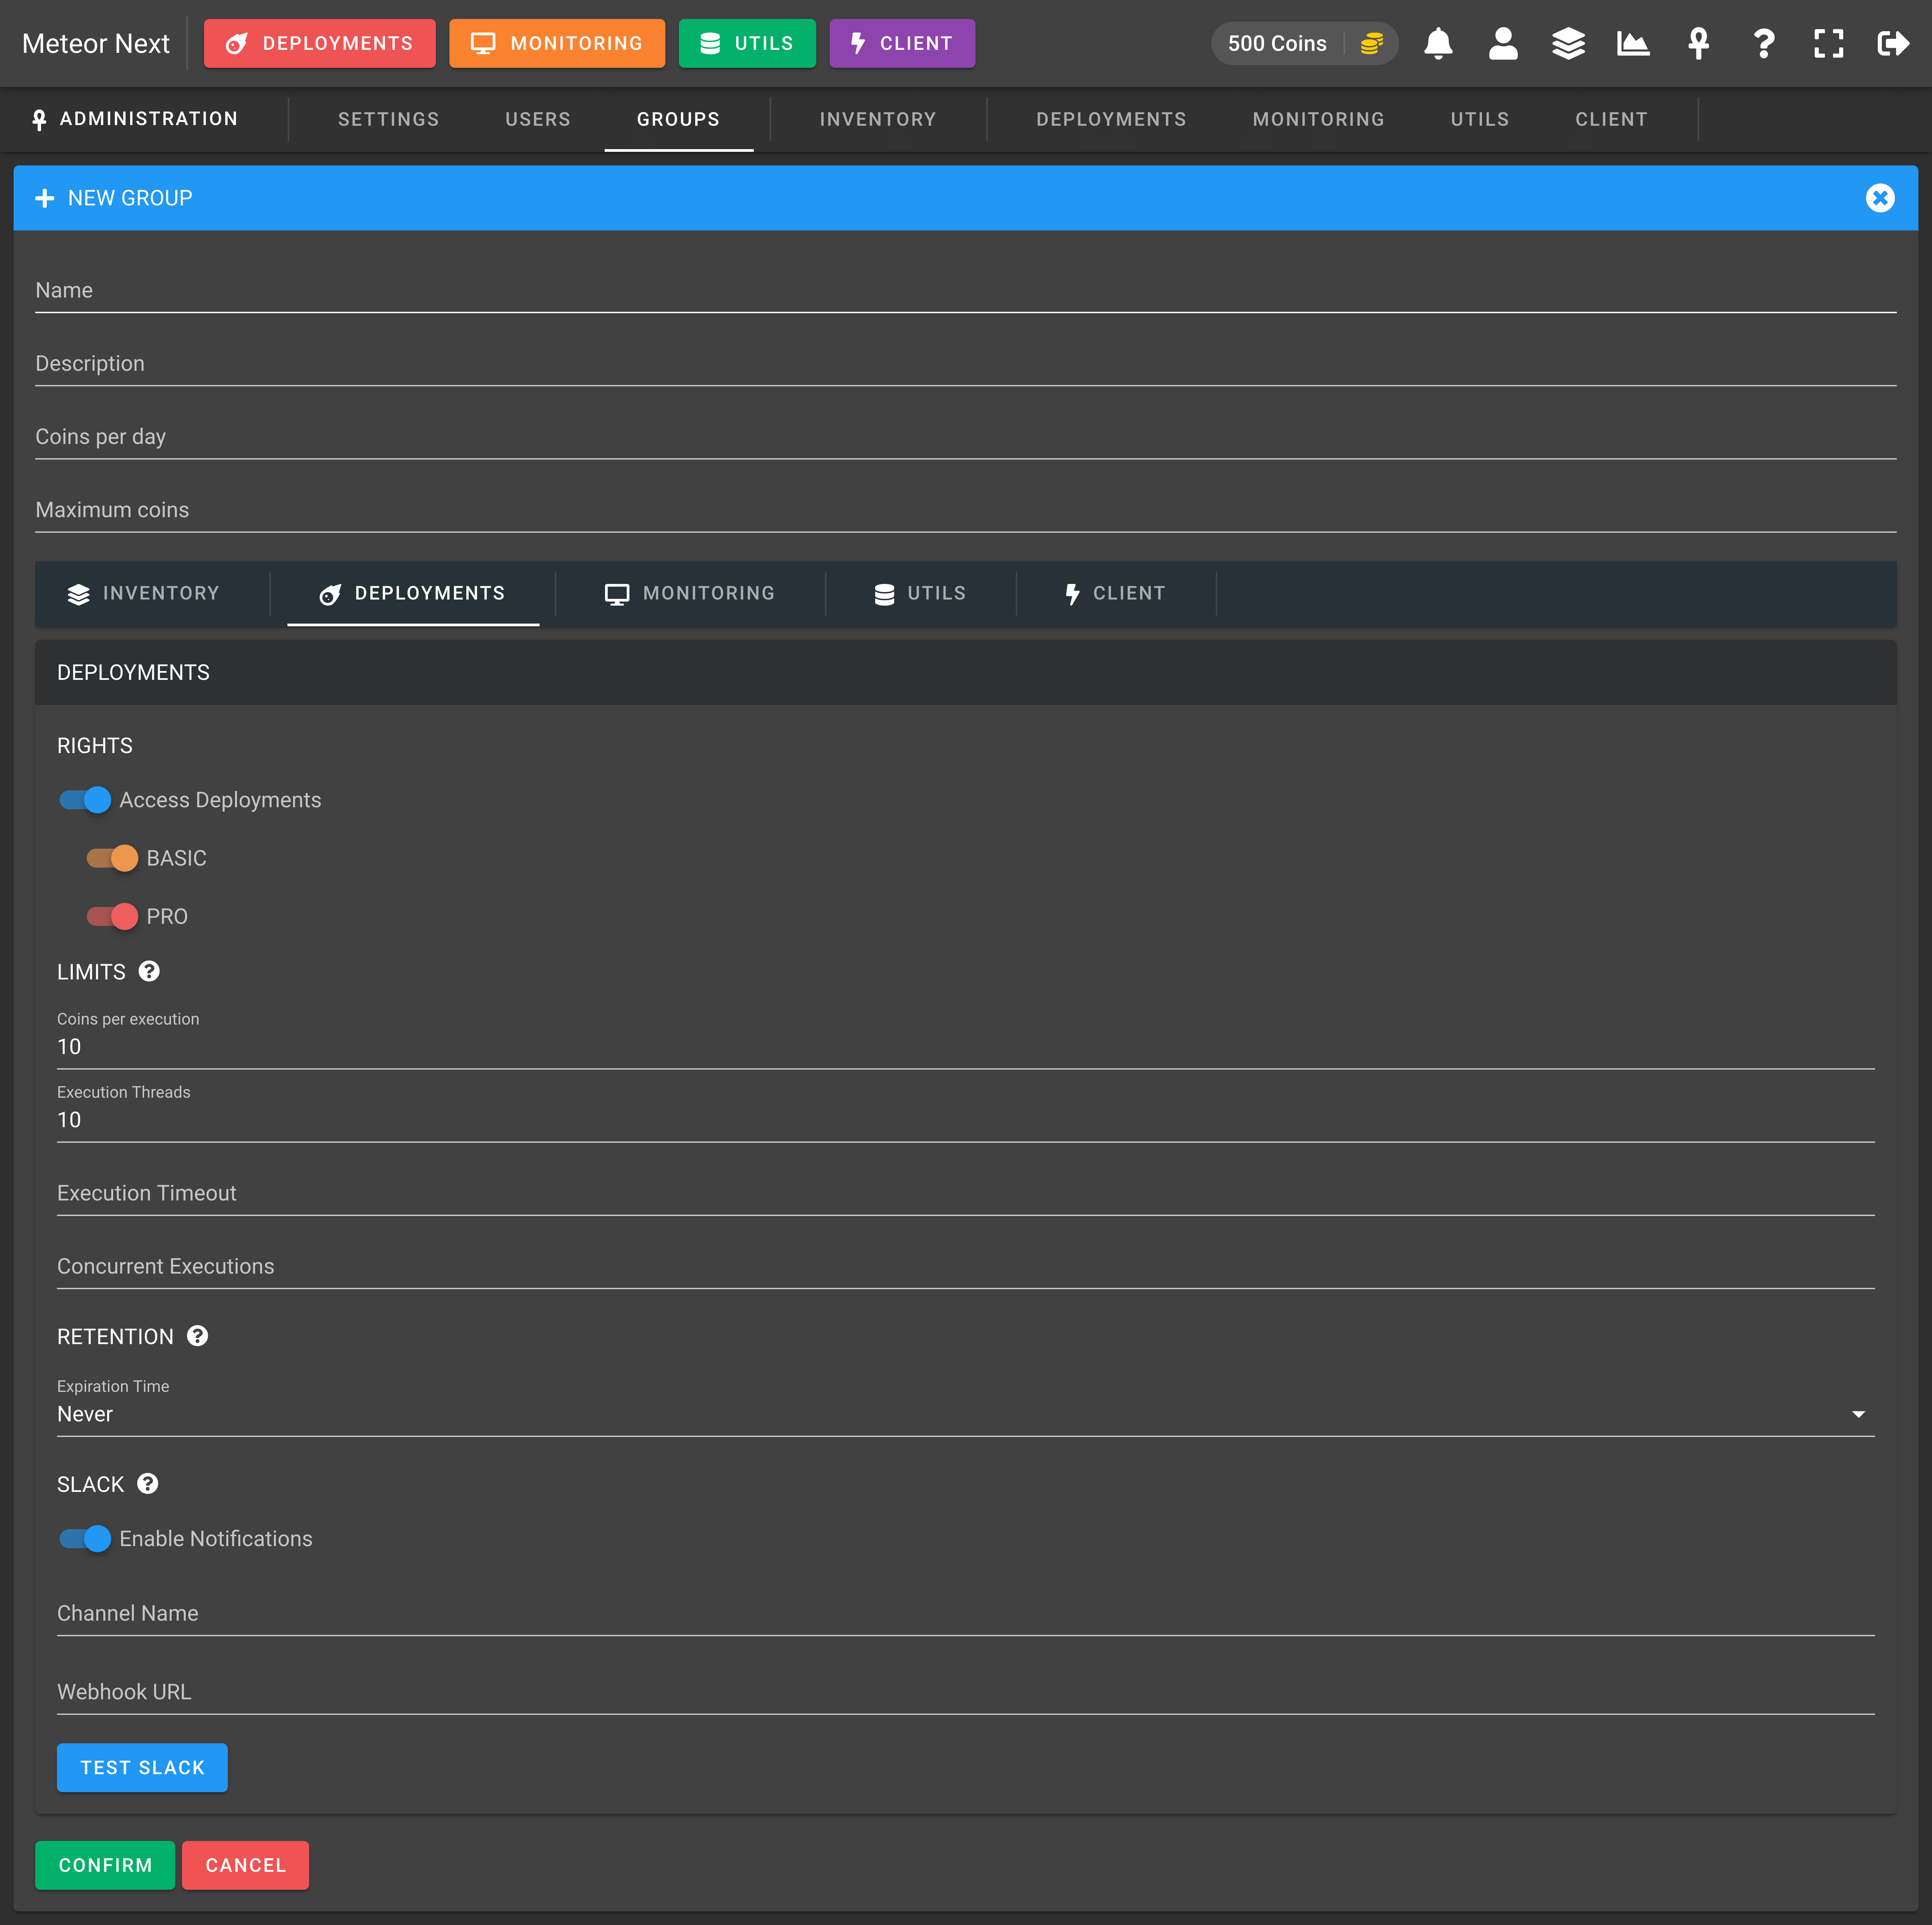 Meteor Next DEPLOYMENTS MONITORING UTILS CLIENT 500 Coins
ADMINISTRATION SETTINGS USERS GROUPS INVENTORY DEPLOYMENTS MONITORING UTILS CLIENT
NEW GROUP
Name
Description
Coins per day
Maximum coins
INVENTORY DEPLOYMENTS MONITORING UTILS CLIENT
DEPLOYMENTS
RIGHTS
Access Deployments
BASIC
PRO
LIMITS
Coins per execution
10
Execution Threads
10
Execution Timeout
Concurrent Executions
RETENTION
Expiration Time
Never
SLACK
Enable Notifications
Channel Name
Webhook URL
TEST SLACK
CONFIRM CANCEL